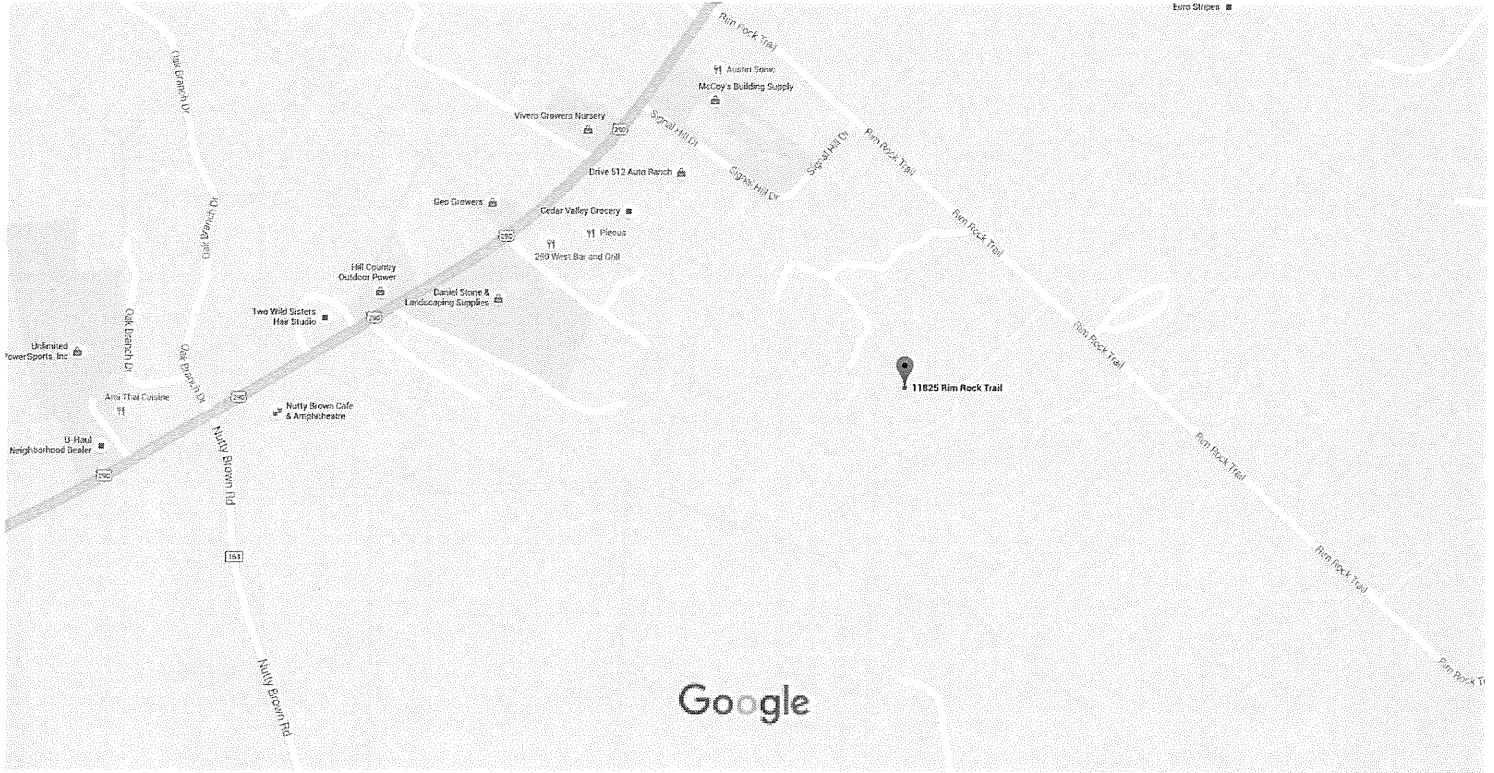 Euro Stripes
Rim Rock Trail
Austin Sonic
McCoy's Building Supply
Vivero Growers Nursery
290
Signal Hill Dr
Rim Rock Trail
Signal Hill Dr
Oak Branch Dr
Drive 512 Auto Ranch
Signal Hill Dr
Geo Growers
Cedar Valley Grocery
Rim Rock Trail
Oak Branch Dr
290
Pieous
290 West Bar and Grill
Hill Country
Outdoor Power
Daniel Stone &
Landscaping Supplies
Two Wild Sisters
Hair Studio
290
Oak Branch Dr
Rim Rock Trail
Unlimited
PowerSports, Inc
Oak Branch Dr
11825 Rim Rock Trail
Aroi Thai Cuisine
290
Nutty Brown Cafe
& Amphitheatre
U-Haul
Neighborhood Dealer
290
Nutty Brown Rd
Rim Rock Trail
163
Rim Rock Trail
Nutty Brown Rd
Rim Rock Tr
Google